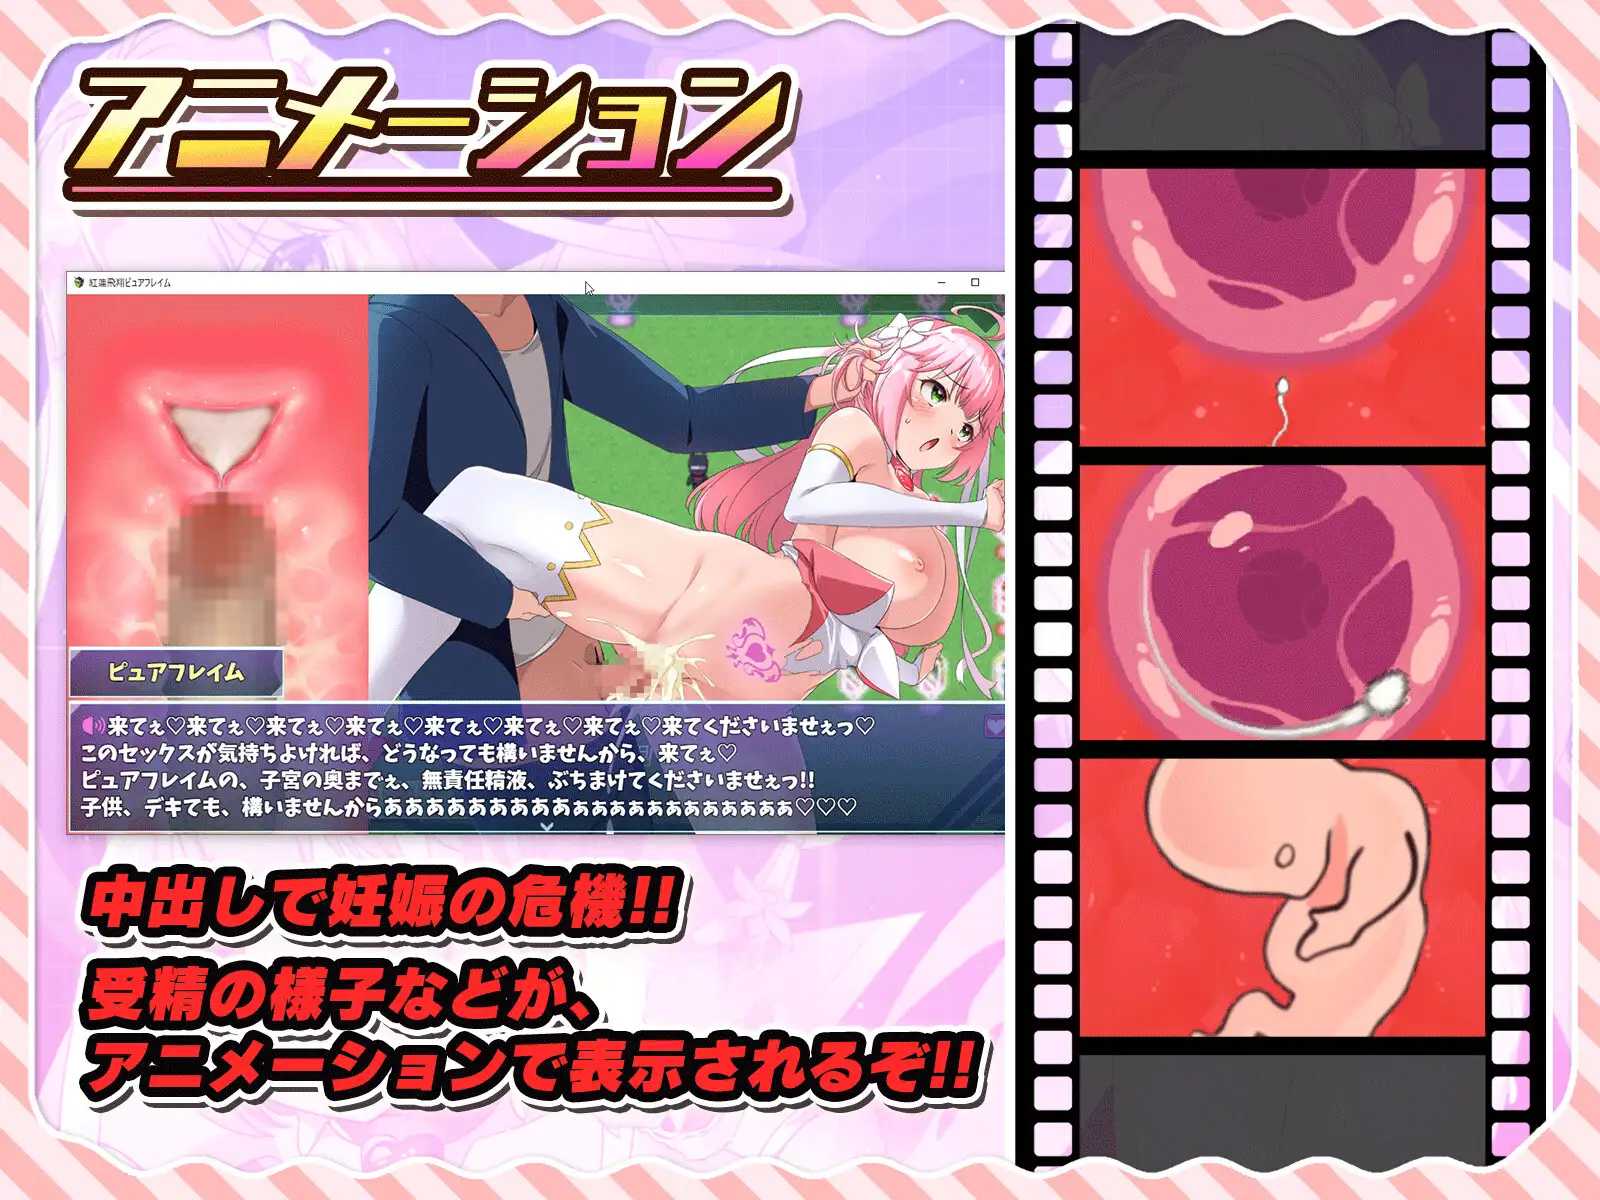 アニメーション
紅蓮飛翔ピュアフレイム
ピュアフレイム
来てぇ♡来てぇ♡来てぇ♡来てぇ♡来てぇ♡来てぇ♡来てぇ♡来てくださいませぇっ♡
このセックスが気持ちよければ、どうなっても構いませんから、来てぇ♡
ピュアフレイムの、子宮の奥までぇ、無責任精液、ぶちまけてくださいませぇっ!!
子供、デキても、構いませんからぁああああああああぁぁぁぁぁぁぁぁぁぁぁぁ♡♡♡
中出しで妊娠の危機!!
受精の様子などが、
アニメーションで表示されるぞ!!